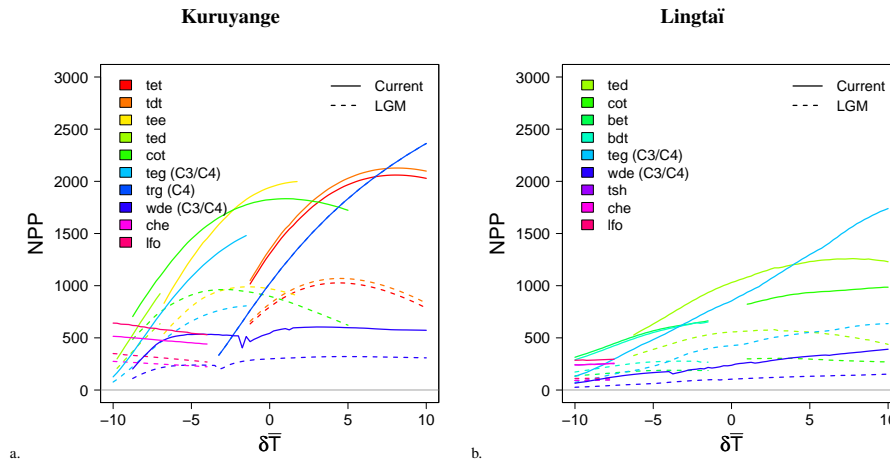 Kuruyange
Lingtaï
NPP
3000
2500
2000
1500
1000
500
0
tet
tdt
tee
ted
cot
teg (C3/C4)
trg (C4)
wde (C3/C4)
che
lfo
Current
LGM
−10
−5
0
5
10
δT̅
a.
NPP
3000
2500
2000
1500
1000
500
0
ted
cot
bet
bdt
teg (C3/C4)
wde (C3/C4)
tsh
che
lfo
Current
LGM
−10
−5
0
5
10
δT̅
b.